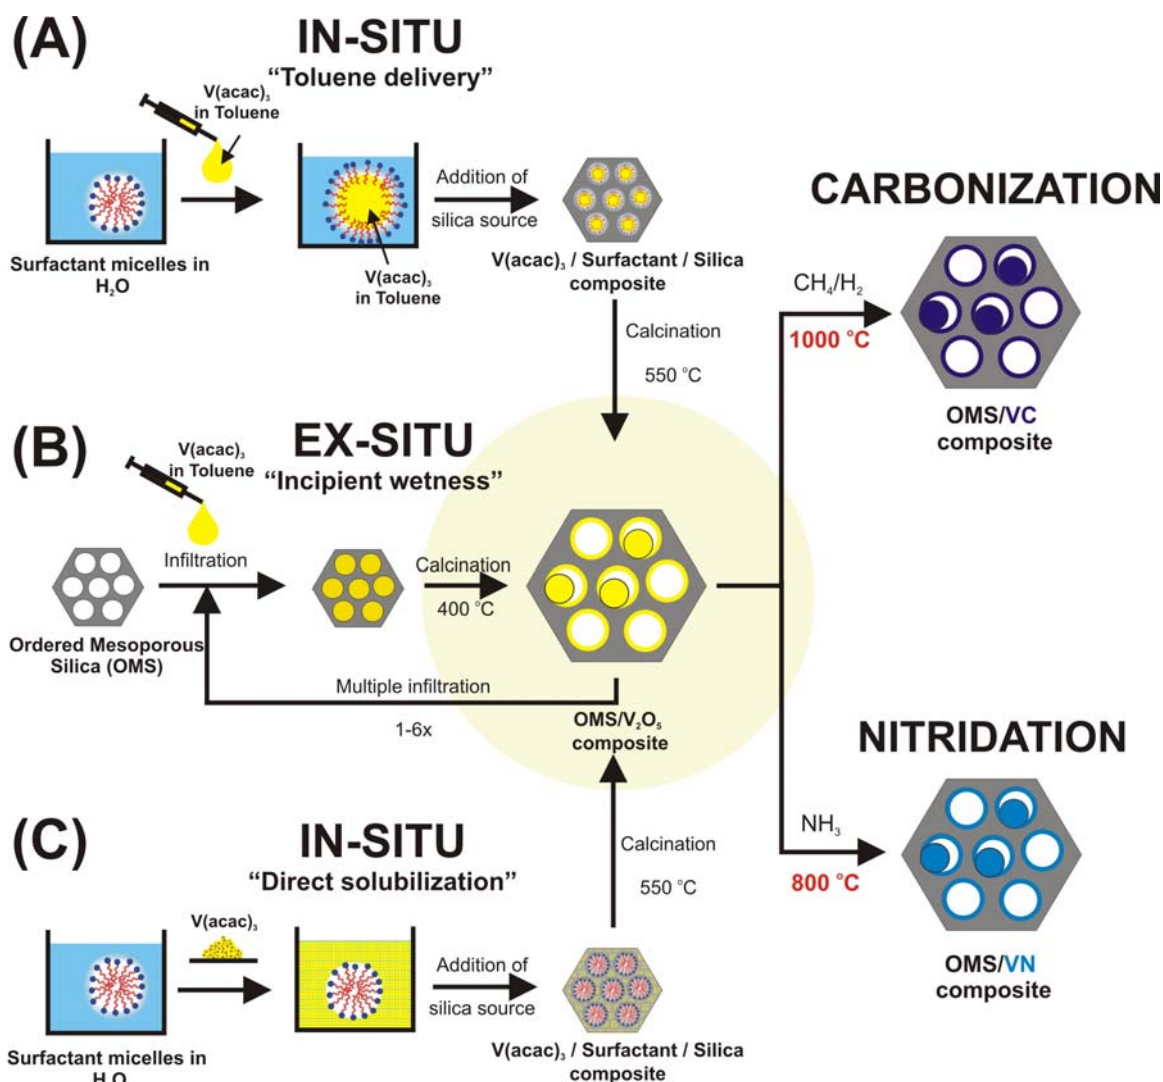 (A)
IN-SITU
“Toluene delivery”
V(acac)₃
in Toluene
Surfactant micelles in
H₂O
V(acac)₃
in Toluene
Addition of
silica source
V(acac)₃ / Surfactant / Silica
composite
Calcination
550 °C
CARBONIZATION
CH₄/H₂
1000 °C
OMS/VC
composite
(B)
EX-SITU
“Incipient wetness”
V(acac)₃
in Toluene
Infiltration
Ordered Mesoporous
Silica (OMS)
Calcination
400 °C
Multiple infiltration
1-6x
OMS/V₂O₅
composite
NITRIDATION
NH₃
800 °C
OMS/VN
composite
(C)
IN-SITU
“Direct solubilization”
V(acac)₃
Surfactant micelles in
H₂O
Addition of
silica source
V(acac)₃ / Surfactant / Silica
composite
Calcination
550 °C